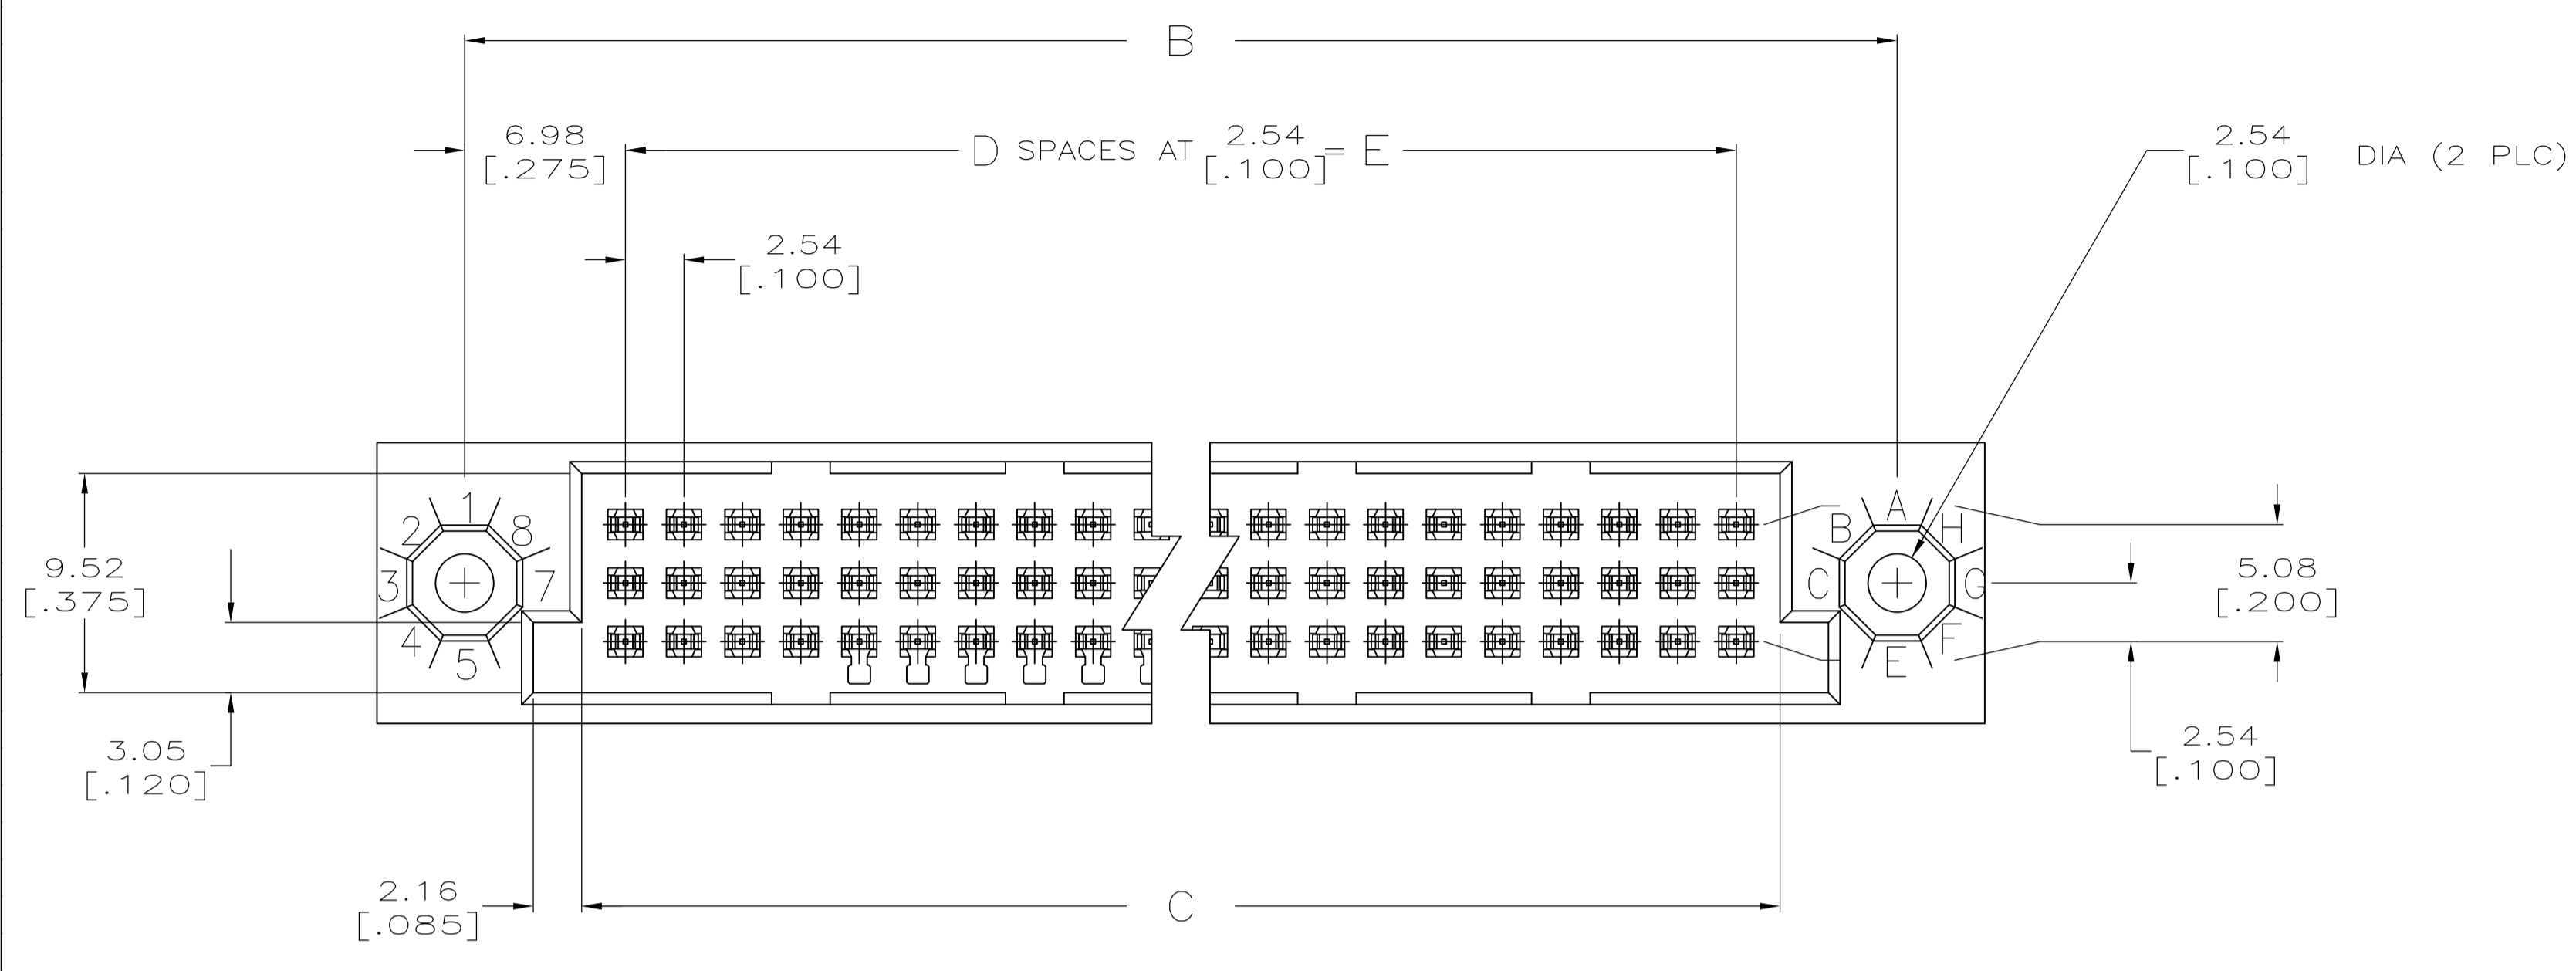 B
6.98
[.275]
D SPACES AT 2.54 [.100] = E
2.54
[.100] DIA (2 PLC)
2.54
[.100]
1
2 8
3 7
4
5
A
B H
C G
F
E
9.52
[.375]
5.08
[.200]
3.05
[.120]
2.54
[.100]
2.16
[.085]
C